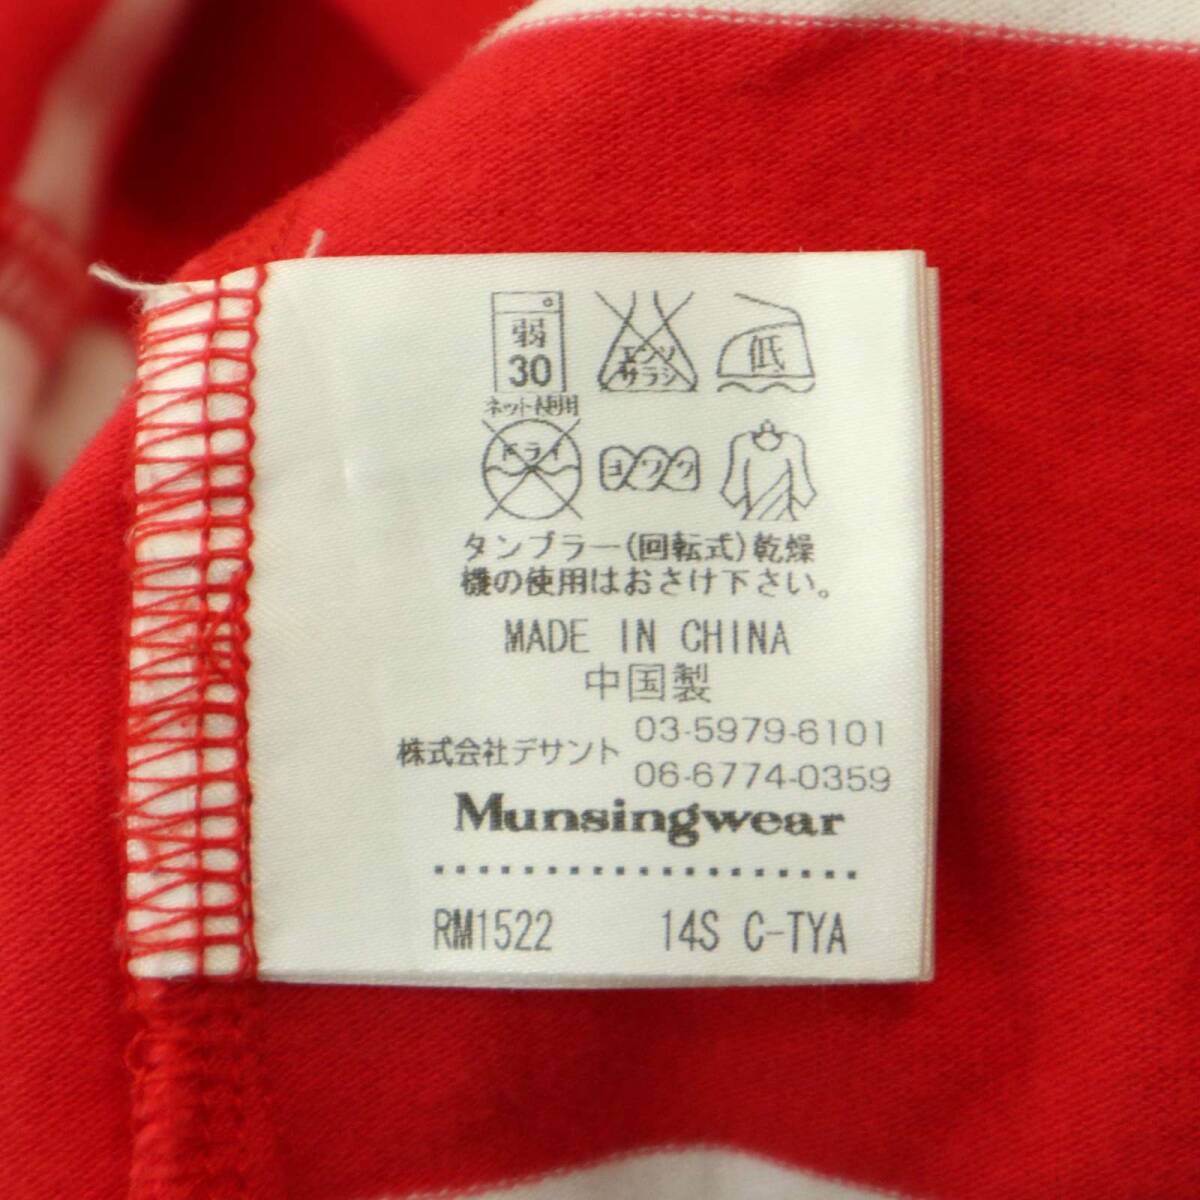 弱
30
ネット使用
エンソ
サラシ
低
ドライ
ヨワク
タンブラー(回転式)乾燥
機の使用はおさけ下さい。
MADE IN CHINA
中国製
株式会社デサント
03-5979-6101
06-6774-0359
Munsingwear
RM1522 14S C-TYA